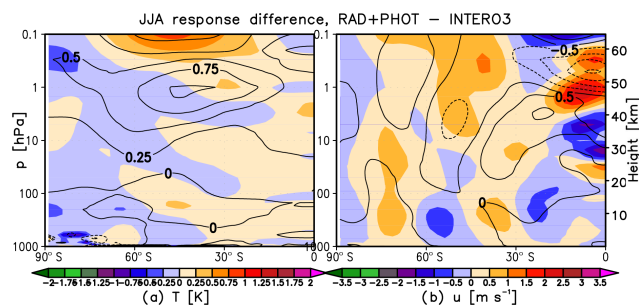 JJA response difference, RAD+PHOT − INTERO3
0.1 0.1 60
0.5 0.75 −0.5
1 1 50
0.5 40
10 10
0.25 30
20
100 0 100 0 10
0
1000 1000
p [hPa] Height [km]
90°S 60°S 30°S 0 90°S 60°S 30°S 0
−2 −1.75 −1.5 −1.25 −1 −0.75 −0.5 −0.25 0 0.25 0.5 0.75 1 1.25 1.5 1.75 2 −3.5 −3 −2.5 −2 −1.5 −1 −0.5 0 0.5 1 1.5 2 2.5 3 3.5
(a) T [K] (b) u [m s⁻¹]